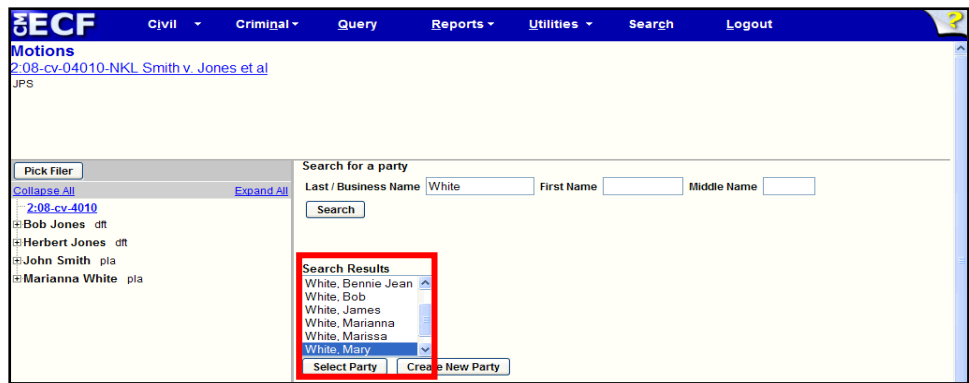 CM ECF Civil Criminal Query Reports Utilities Search Logout ?
Motions
2:08-cv-04010-NKL Smith v. Jones et al
JPS
Pick Filer
Collapse All Expand All
2:08-cv-4010
Bob Jones dft
Herbert Jones dft
John Smith pla
Marianna White pla
Search for a party
Last / Business Name White First Name Middle Name
Search
Search Results
White, Bennie Jean
White, Bob
White, James
White, Marianna
White, Marissa
White, Mary
Select Party Create New Party